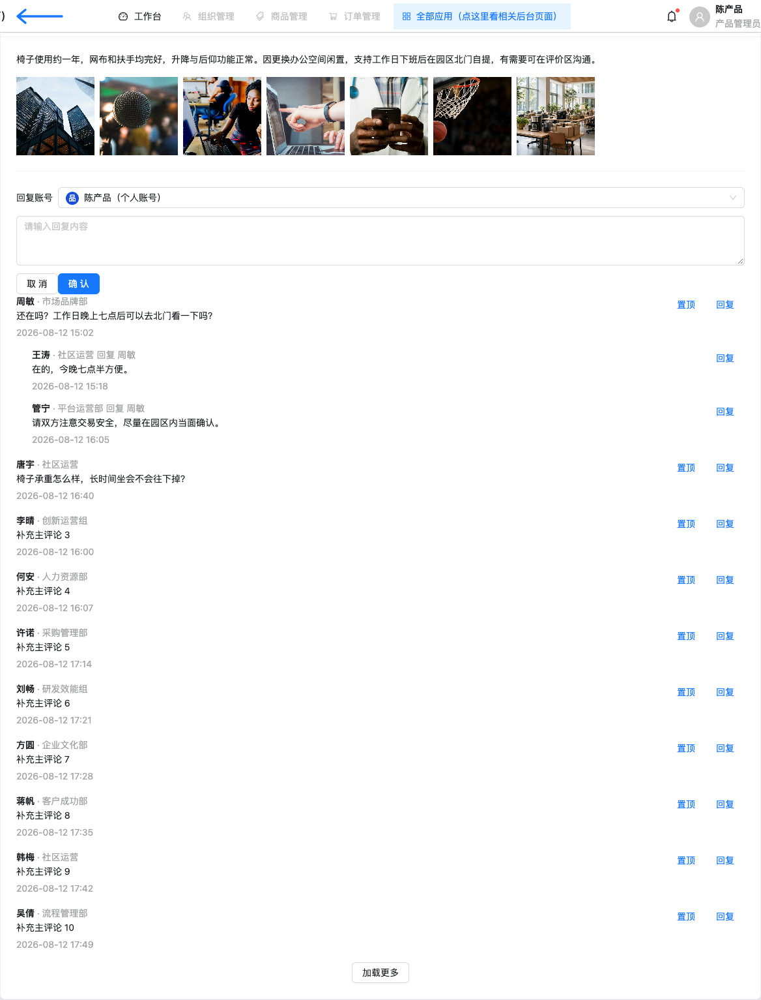 ）
工作台
组织管理
商品管理
订单管理
全部应用（点这里看相关后台页面）
陈产品
产品管理员
椅子使用约一年，网布和扶手均完好，升降与后仰功能正常。因更换办公空间闲置，支持工作日下班后在园区北门自提，有需要可在评价区沟通。
回复账号
品 陈产品（个人账号）
请输入回复内容
取 消
确 认
周敏 · 市场品牌部
置顶
回复
还在吗？工作日晚上七点后可以去北门看一下吗？
2026-08-12 15:02
王涛 · 社区运营 回复 周敏
回复
在的，今晚七点半方便。
2026-08-12 15:18
管宁 · 平台运营部 回复 周敏
回复
请双方注意交易安全，尽量在园区内当面确认。
2026-08-12 16:05
唐宇 · 社区运营
置顶
回复
椅子承重怎么样，长时间坐会不会往下掉？
2026-08-12 16:40
李晴 · 创新运营组
置顶
回复
补充主评论 3
2026-08-12 16:00
何安 · 人力资源部
置顶
回复
补充主评论 4
2026-08-12 16:07
许诺 · 采购管理部
置顶
回复
补充主评论 5
2026-08-12 17:14
刘畅 · 研发效能组
置顶
回复
补充主评论 6
2026-08-12 17:21
方圆 · 企业文化部
置顶
回复
补充主评论 7
2026-08-12 17:28
蒋帆 · 客户成功部
置顶
回复
补充主评论 8
2026-08-12 17:35
韩梅 · 社区运营
置顶
回复
补充主评论 9
2026-08-12 17:42
吴倩 · 流程管理部
置顶
回复
补充主评论 10
2026-08-12 17:49
加载更多